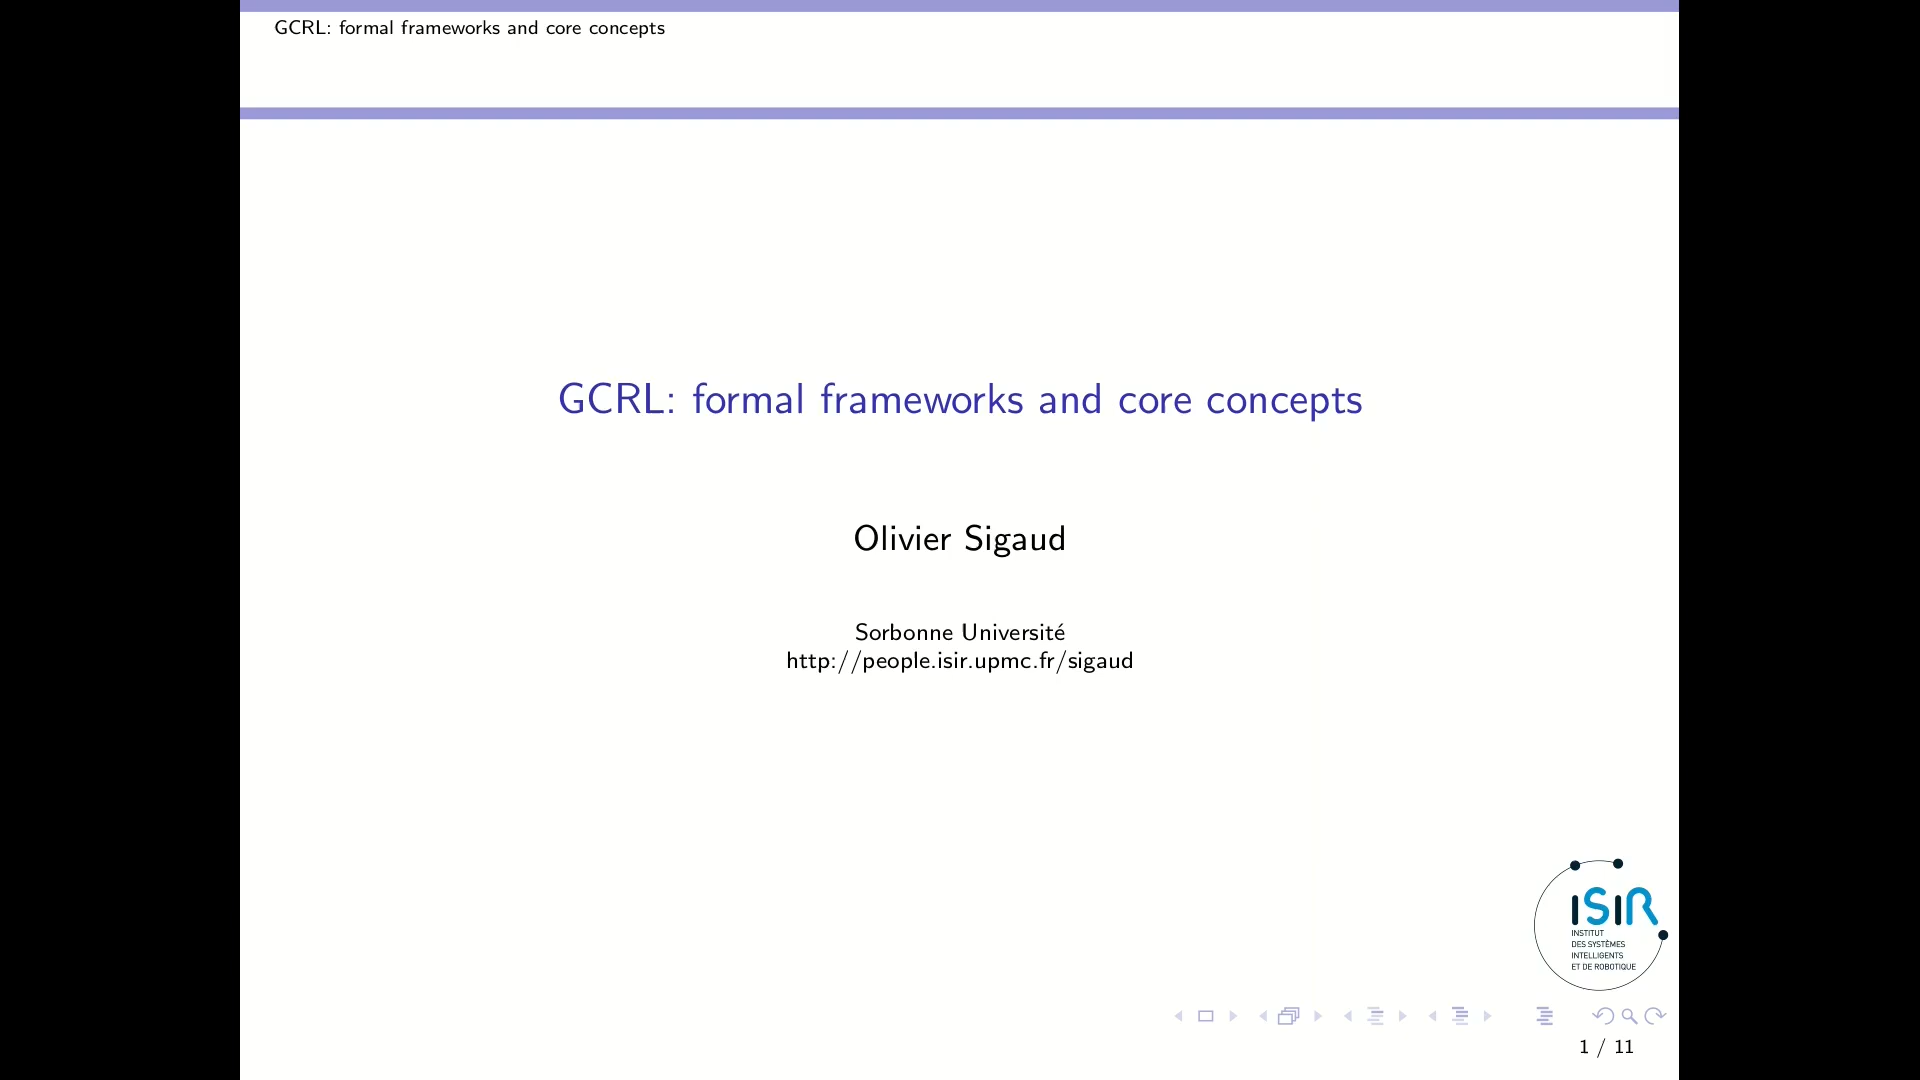 GCRL: formal frameworks and core concepts
GCRL: formal frameworks and core concepts
Olivier Sigaud
Sorbonne Université
http://people.isir.upmc.fr/sigaud
ISIR
INSTITUT
DES SYSTÈMES
INTELLIGENTS
ET DE ROBOTIQUE
1 / 11